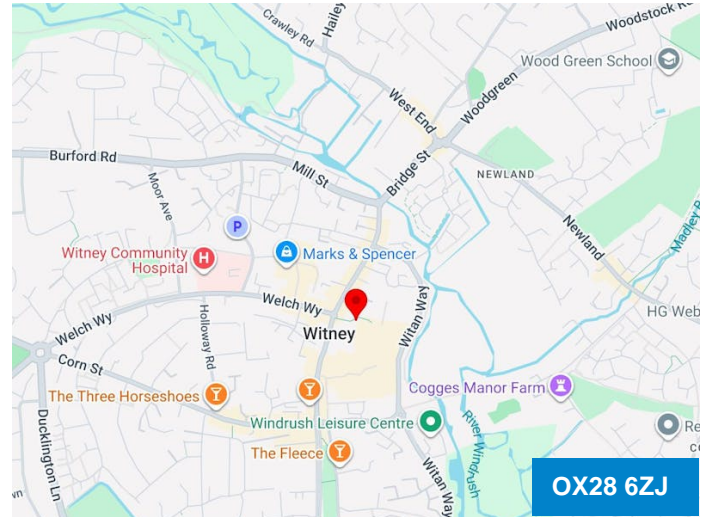 Crawley Rd
Hailey
Woodstock R
Wood Green School
Woodgreen
West End
Burford Rd
Mill St
Bridge St
NEWLAND
Moor Ave
P
Newland
Madley
Witney Community
Hospital
H
Marks & Spencer
Welch Wy
Witan Way
HG Web
Welch Wy
Holloway Rd
Witney
Corn St
The Three Horseshoes
Cogges Manor Farm
Ducklington Ln
Windrush Leisure Centre
River Windrush
Re
The Fleece
Witan Way
OX28 6ZJ